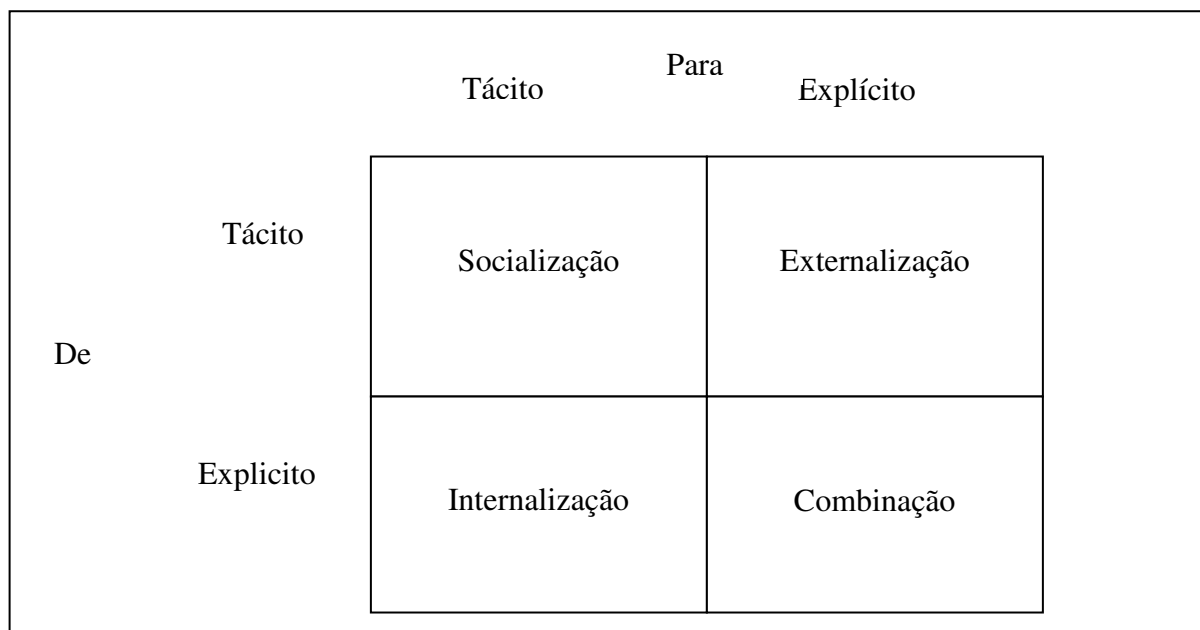 Para
Tácito Explícito
Tácito
Socialização Externalização
De
Explicito
Internalização Combinação